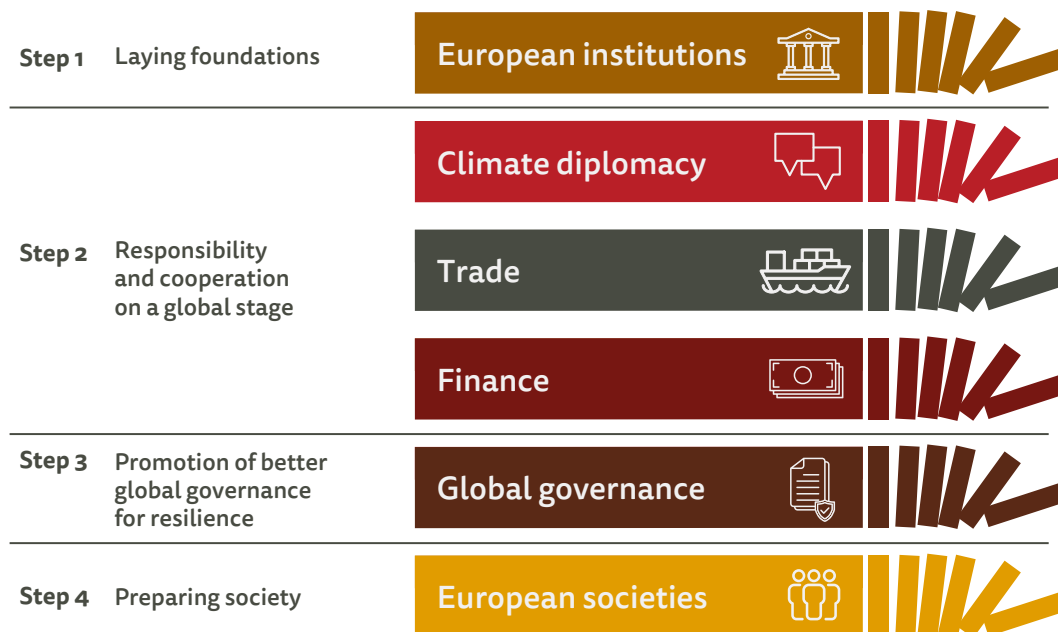 Step 1 Laying foundations
European institutions
Climate diplomacy
Step 2 Responsibility
and cooperation
on a global stage
Trade
Finance
Step 3 Promotion of better
global governance
for resilience
Global governance
Step 4 Preparing society
European societies